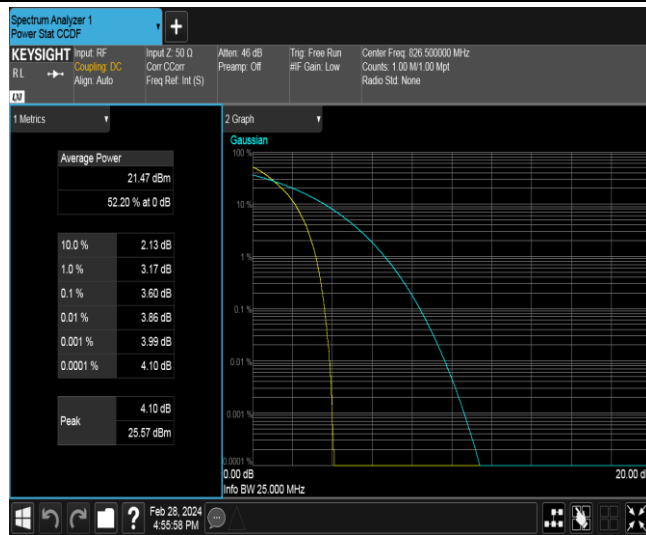 Spectrum Analyzer 1
Power Stat CCDF
+
KEYSIGHT
RL
Input: RF
Coupling: DC
Align: Auto
Input Z: 50 Ω
Corr CCorr
Freq Ref: Int (S)
Atten: 46 dB
Preamp: Off
Trig: Free Run
#IF Gain: Low
Center Freq: 826.500000 MHz
Counts: 1.00 M/1.00 Mpt
Radio Std: None
1 Metrics
Average Power
21.47 dBm
52.20 % at 0 dB
10.0 % 2.13 dB
1.0 % 3.17 dB
0.1 % 3.60 dB
0.01 % 3.86 dB
0.001 % 3.99 dB
0.0001 % 4.10 dB
Peak
4.10 dB
25.57 dBm
2 Graph
Gaussian
100 %
10 %
1 %
0.1 %
0.01 %
0.001 %
0.0001 %
0.00 dB 20.00 d
Info BW 25.000 MHz
?
Feb 28, 2024
4:55:58 PM